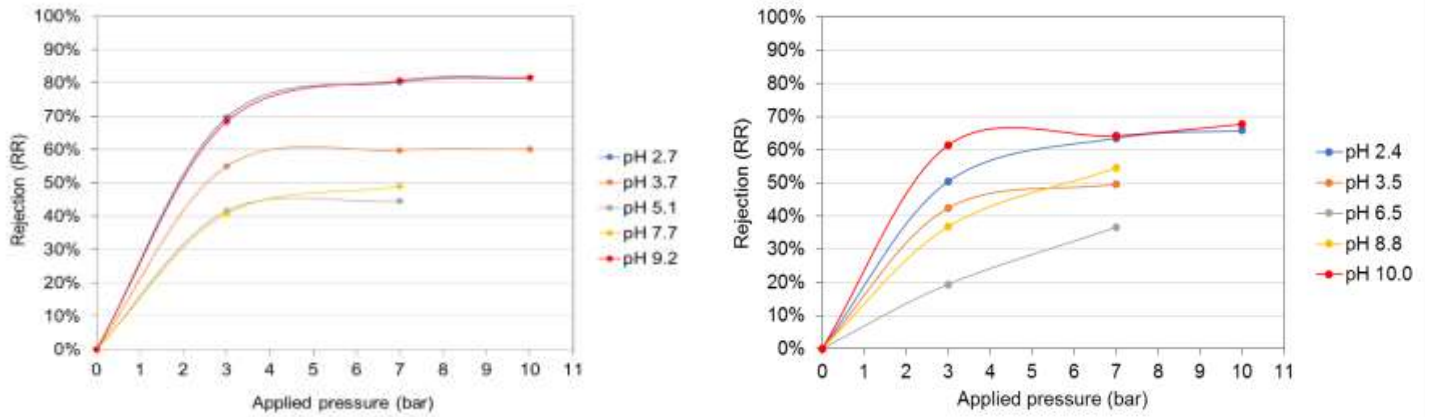 100%
90%
80%
70%
60%
50%
40%
30%
20%
10%
0%
Rejection (RR)
0 1 2 3 4 5 6 7 8 9 10 11
Applied pressure (bar)
pH 2.7
pH 3.7
pH 5.1
pH 7.7
pH 9.2
100%
90%
80%
70%
60%
50%
40%
30%
20%
10%
0%
Rejection (RR)
0 1 2 3 4 5 6 7 8 9 10 11
Applied pressure (bar)
pH 2.4
pH 3.5
pH 6.5
pH 8.8
pH 10.0